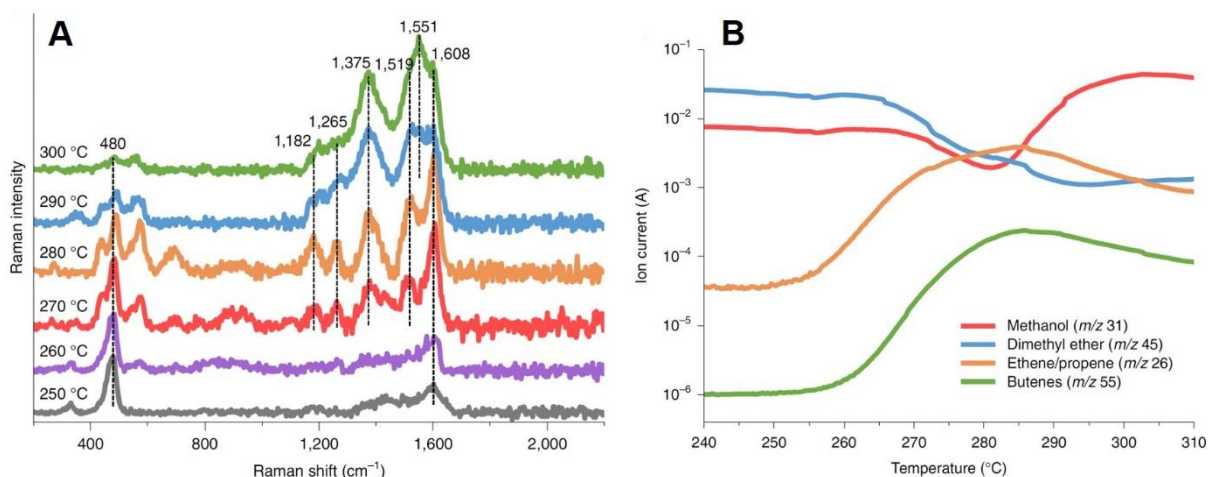 A
1,551
1,375
1,519
1,608
1,265
1,182
480
300 °C
290 °C
280 °C
270 °C
260 °C
250 °C
Raman intensity
400
800
1,200
1,600
2,000
Raman shift (cm⁻¹)
B
10⁻¹
10⁻²
10⁻³
10⁻⁴
10⁻⁵
10⁻⁶
Ion current (A)
Methanol (m/z 31)
Dimethyl ether (m/z 45)
Ethene/propene (m/z 26)
Butenes (m/z 55)
240
250
260
270
280
290
300
310
Temperature (°C)